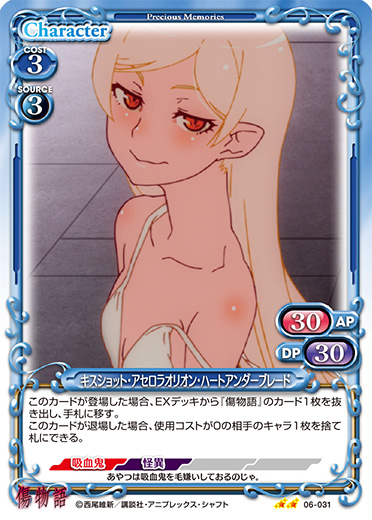 Precious Memories
Character
COST
3
SOURCE
3
30 AP
DP 30
キスショット・アセロラオリオン・ハートアンダーブレード
このカードが登場した場合、EXデッキから『傷物語』のカード1枚を抜
き出し、手札に移す。
このカードが退場した場合、使用コストが0の相手のキャラ1枚を捨て
札にできる。
吸血鬼 怪異
あやつは吸血鬼を毛嫌いしておるのじゃ。
傷物語
©西尾維新/講談社・アニプレックス・シャフト
06-031